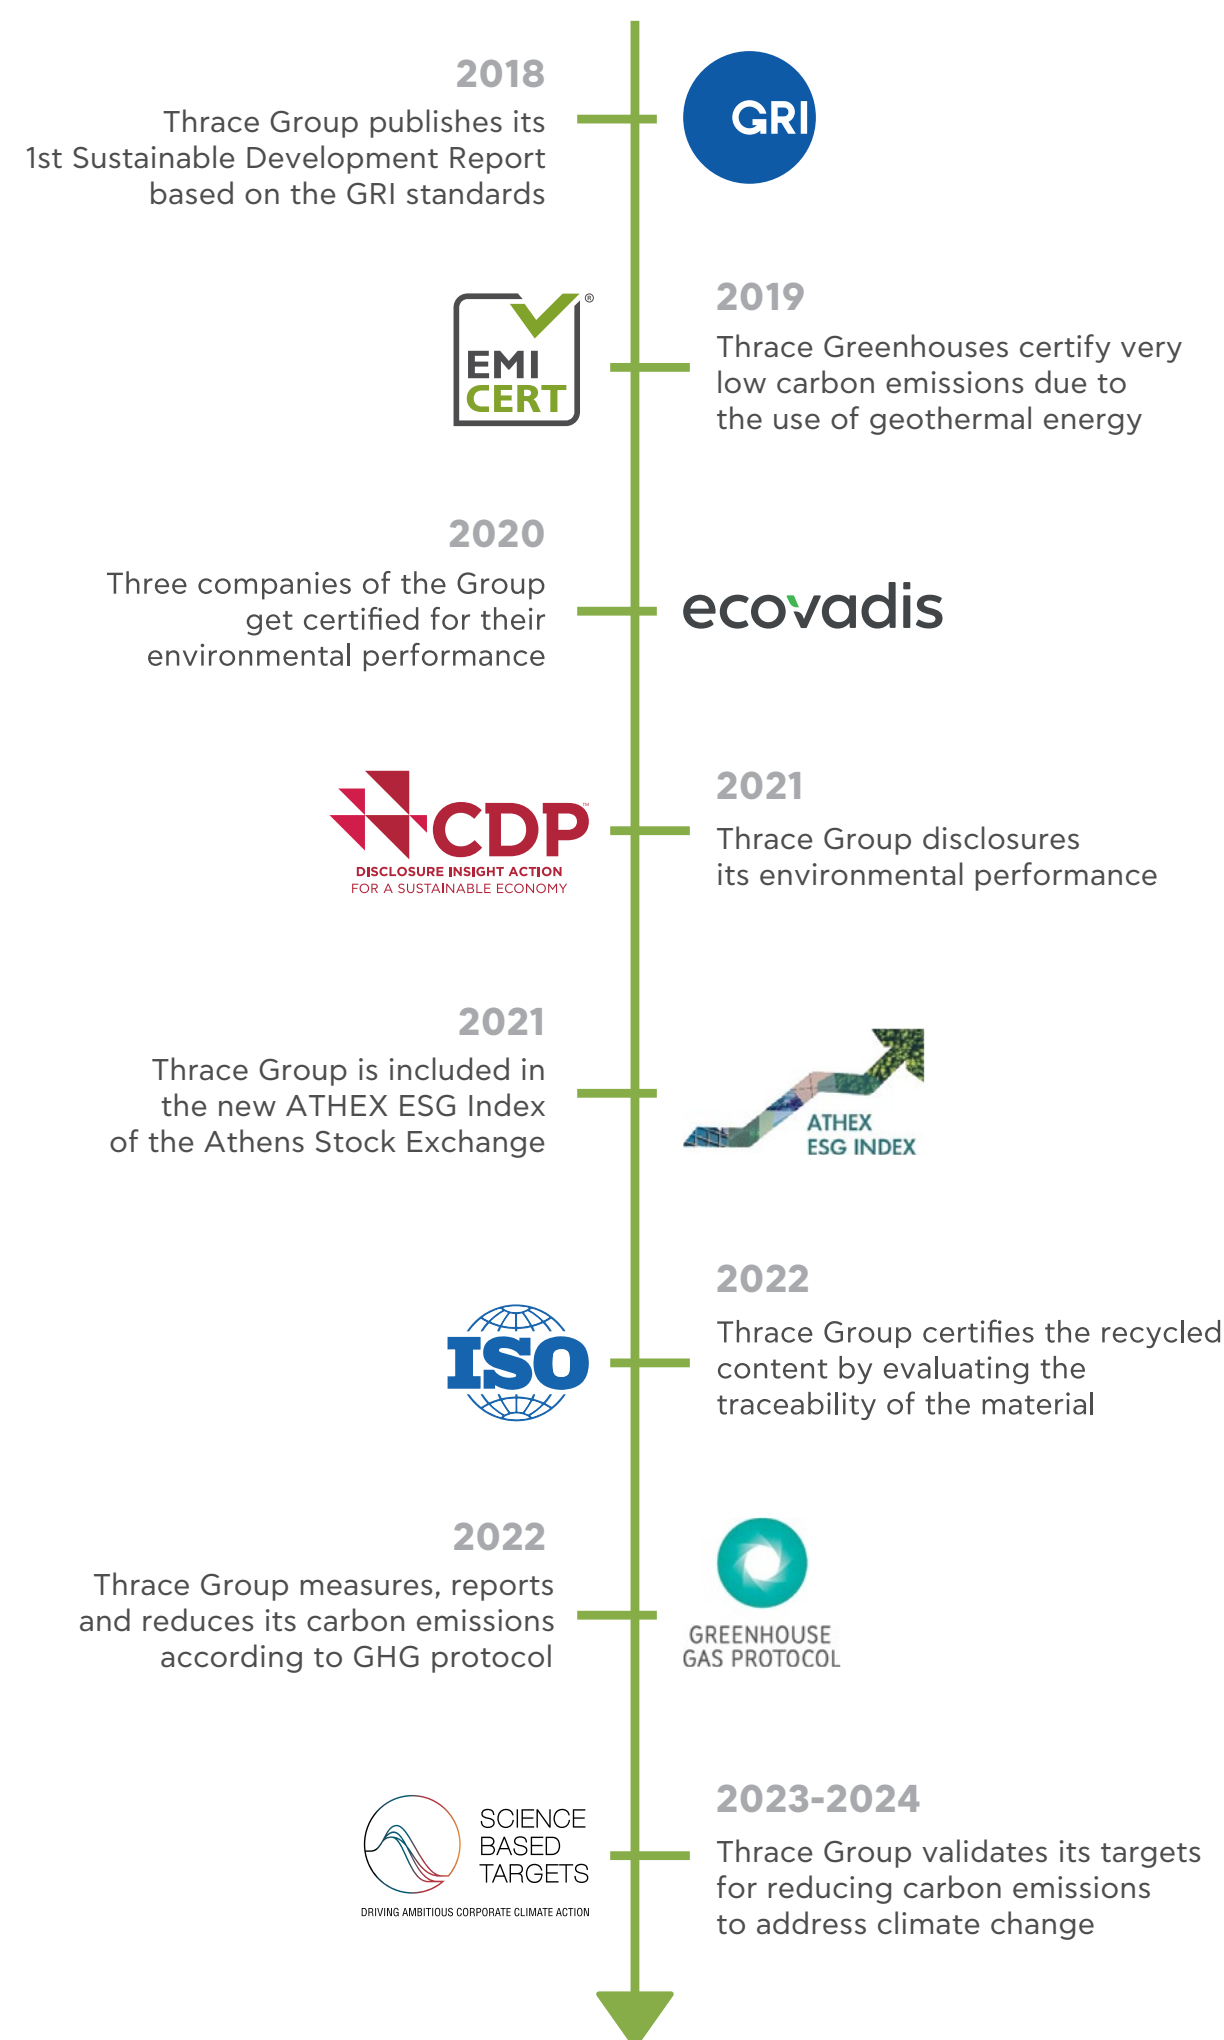 2018
Thrace Group publishes its
1st Sustainable Development Report
based on the GRI standards
GRI
EMI
CERT
®
2019
Thrace Greenhouses certify very
low carbon emissions due to
the use of geothermal energy
2020
Three companies of the Group
get certified for their
environmental performance
ecovadis
CDP
™
DISCLOSURE INSIGHT ACTION
FOR A SUSTAINABLE ECONOMY
2021
Thrace Group disclosures
its environmental performance
2021
Thrace Group is included in
the new ATHEX ESG Index
of the Athens Stock Exchange
ATHEX
ESG INDEX
ISO
2022
Thrace Group certifies the recycled
content by evaluating the
traceability of the material
2022
Thrace Group measures, reports
and reduces its carbon emissions
according to GHG protocol
GREENHOUSE
GAS PROTOCOL
SCIENCE
BASED
TARGETS
DRIVING AMBITIOUS CORPORATE CLIMATE ACTION
2023-2024
Thrace Group validates its targets
for reducing carbon emissions
to address climate change